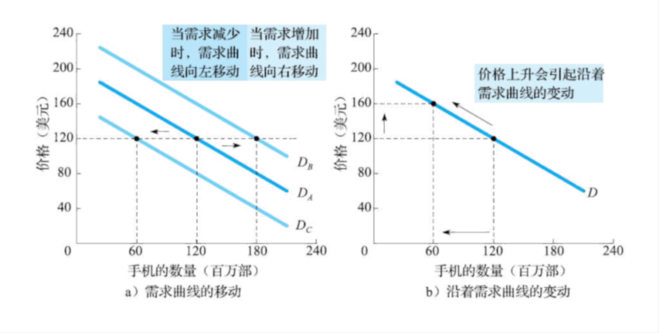 当需求减少
时，需求曲
线向左移动
当需求增加
时，需求曲
线向右移动
240
200
160
120
80
40
0
60
120
180
240
价格（美元）
D_B
D_A
D_C
手机的数量（百万部）
a）需求曲线的移动
价格上升会引起沿着
需求曲线的变动
240
200
160
120
80
40
0
60
120
180
240
价格（美元）
D
手机的数量（百万部）
b）沿着需求曲线的变动